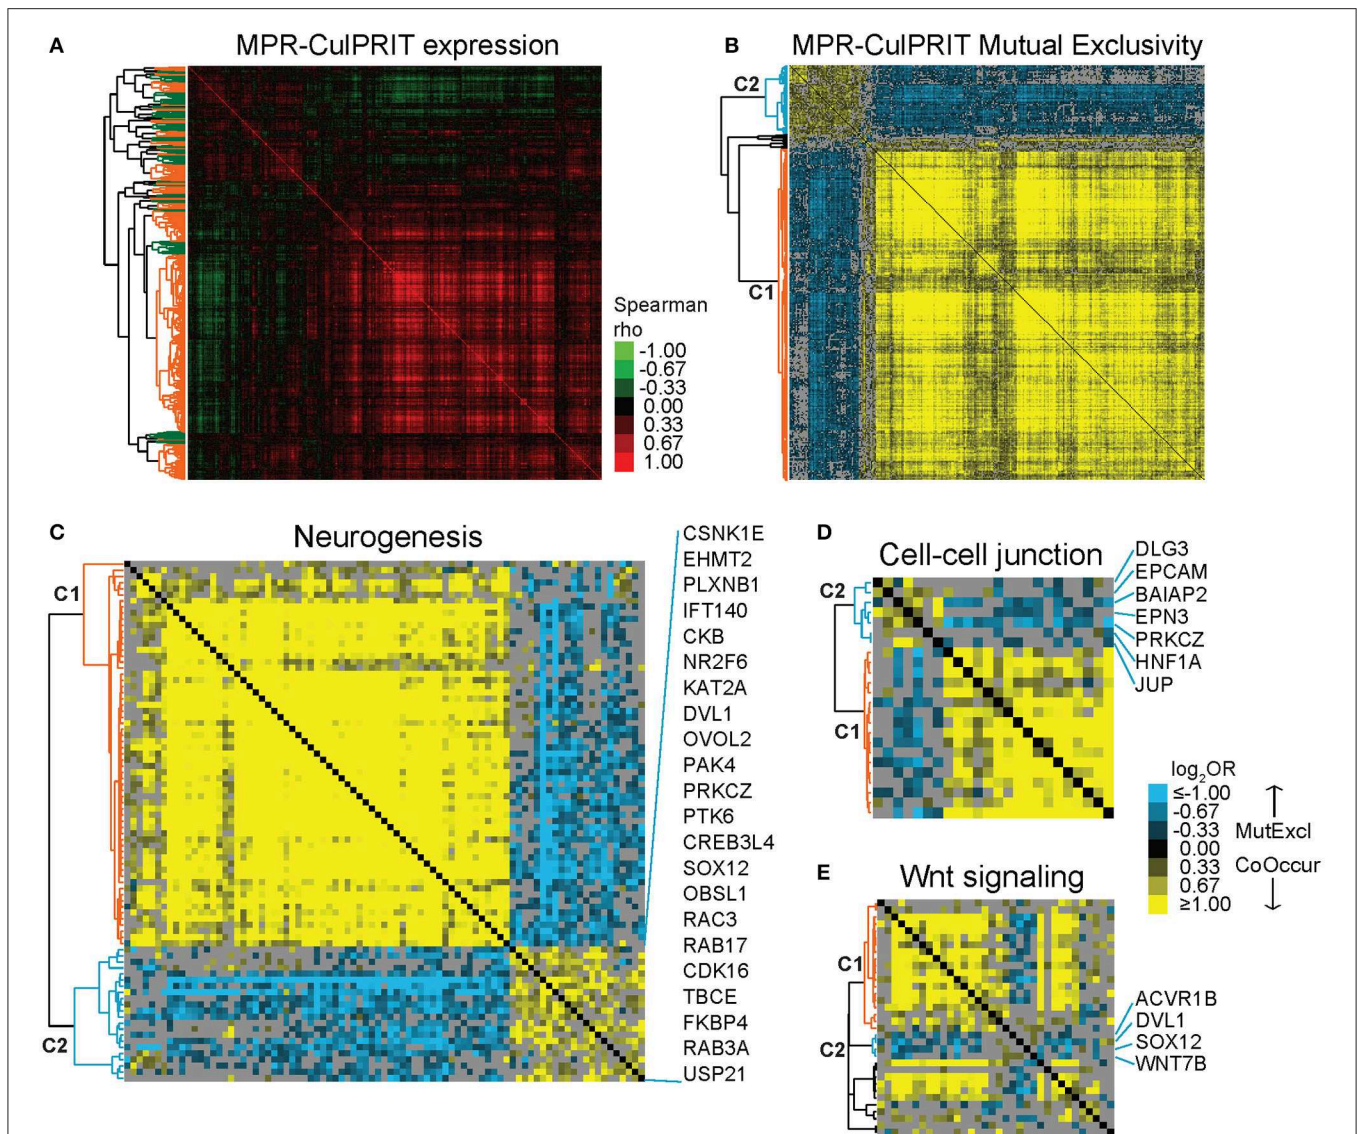 A
MPR-CulPRIT expression
Spearman
rho
-1.00
-0.67
-0.33
0.00
0.33
0.67
1.00
B
MPR-CulPRIT Mutual Exclusivity
C2
C1
C
Neurogenesis
C1
C2
CSNK1E
EHMT2
PLXNB1
IFT140
CKB
NR2F6
KAT2A
DVL1
OVOL2
PAK4
PRKCZ
PTK6
CREB3L4
SOX12
OBSL1
RAC3
RAB17
CDK16
TBCE
FKBP4
RAB3A
USP21
D
Cell-cell junction
C2
C1
DLG3
EPCAM
BAIAP2
EPN3
PRKCZ
HNF1A
JUP
log₂OR
≤-1.00
-0.67
-0.33
0.00
0.33
0.67
≥1.00
↑
MutExcl
CoOccur
↓
E
Wnt signaling
C1
C2
ACVR1B
DVL1
SOX12
WNT7B